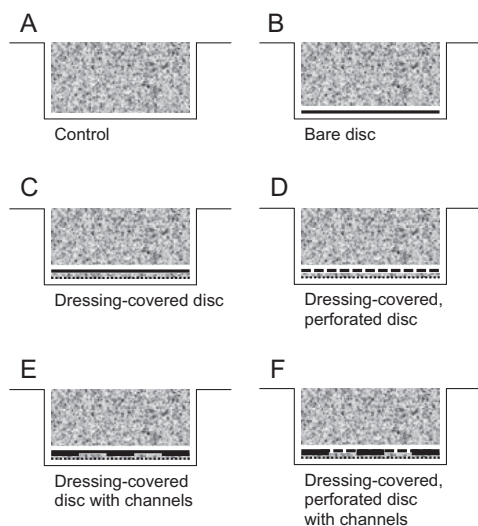 A
Control
B
Bare disc
C
Dressing-covered disc
D
Dressing-covered,
perforated disc
E
Dressing-covered
disc with channels
F
Dressing-covered,
perforated disc
with channels